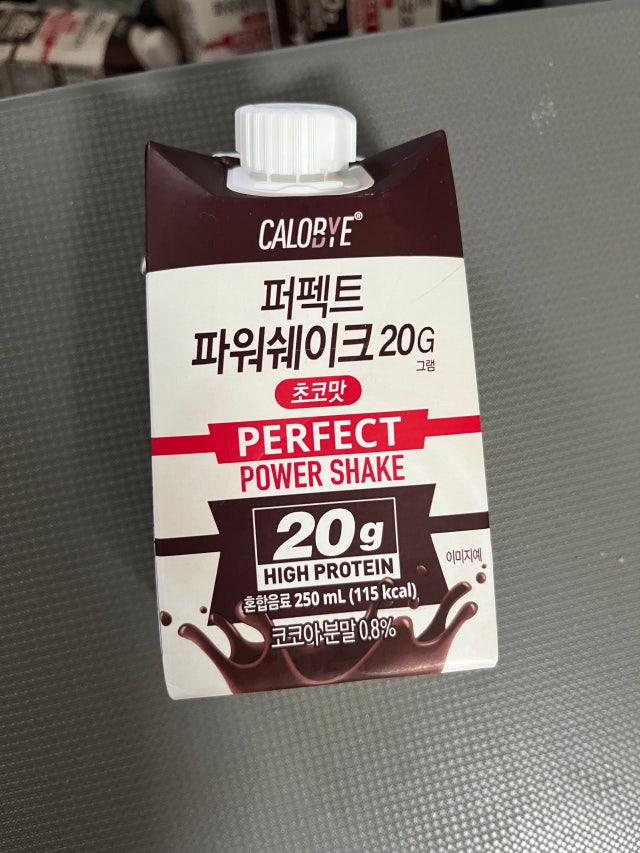 CALOBYE®
퍼펙트
파워쉐이크 20G
그램
초코맛
PERFECT
POWER SHAKE
20g
HIGH PROTEIN
이미지예
혼합음료 250 mL (115 kcal)
코코아분말 0.8%